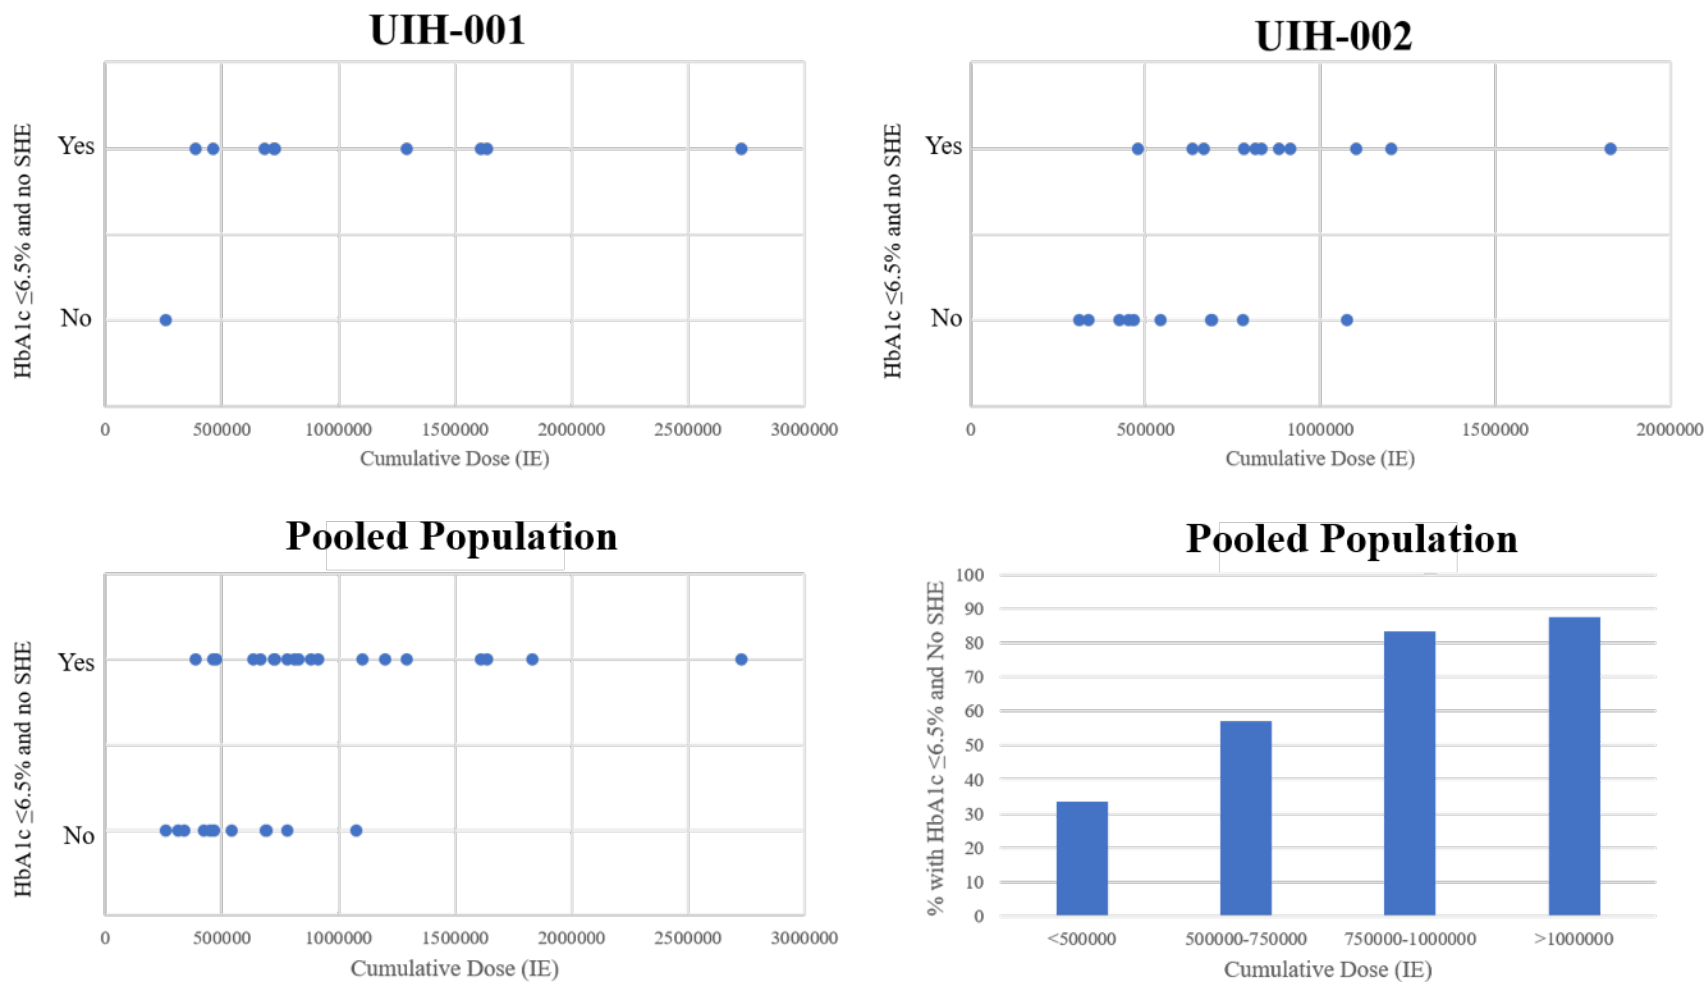 UIH-001
HbA1c ≤6.5% and no SHE
Yes
No
0 500000 1000000 1500000 2000000 2500000 3000000
Cumulative Dose (IE)
UIH-002
HbA1c ≤6.5% and no SHE
Yes
No
0 500000 1000000 1500000 2000000
Cumulative Dose (IE)
Pooled Population
HbA1c ≤6.5% and no SHE
Yes
No
0 500000 1000000 1500000 2000000 2500000 3000000
Cumulative Dose (IE)
Pooled Population
% with HbA1c ≤6.5% and No SHE
100
90
80
70
60
50
40
30
20
10
0
<500000 500000-750000 750000-1000000 >1000000
Cumulative Dose (IE)